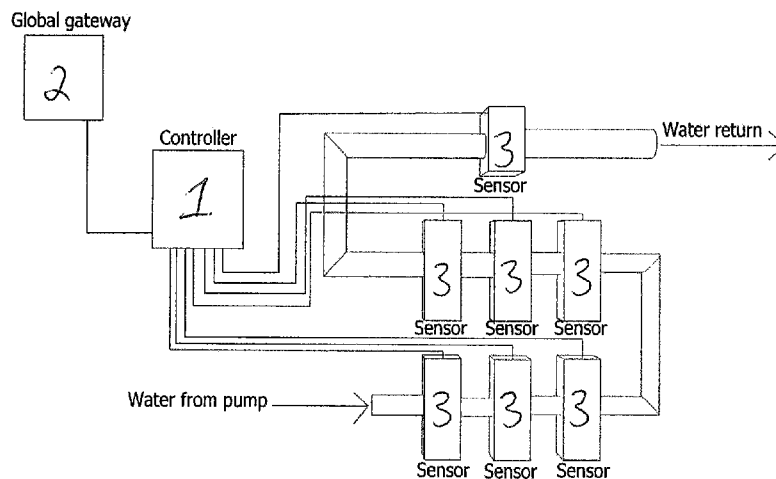 Global gateway
2
Controller
1
3
Sensor
Water return
3
3
3
Sensor
Sensor
Sensor
Water from pump
3
3
3
Sensor
Sensor
Sensor